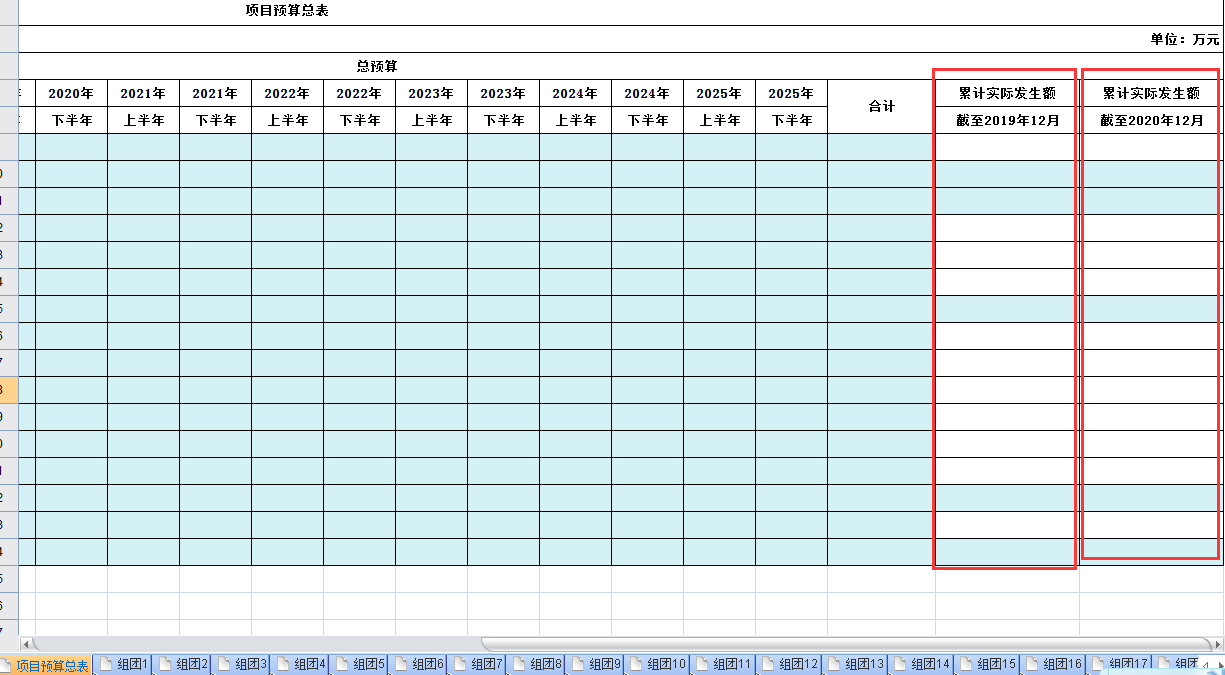 项目预算总表
单位：万元
总预算
2020年 2021年 2021年 2022年 2022年 2023年 2023年 2024年 2024年 2025年 2025年 合计 累计实际发生额 累计实际发生额
下半年 上半年 下半年 上半年 下半年 上半年 下半年 上半年 下半年 上半年 下半年 截至2019年12月 截至2020年12月
项目预算总表 组团1 组团2 组团3 组团4 组团5 组团6 组团7 组团8 组团9 组团10 组团11 组团12 组团13 组团14 组团15 组团16 组团17 组团